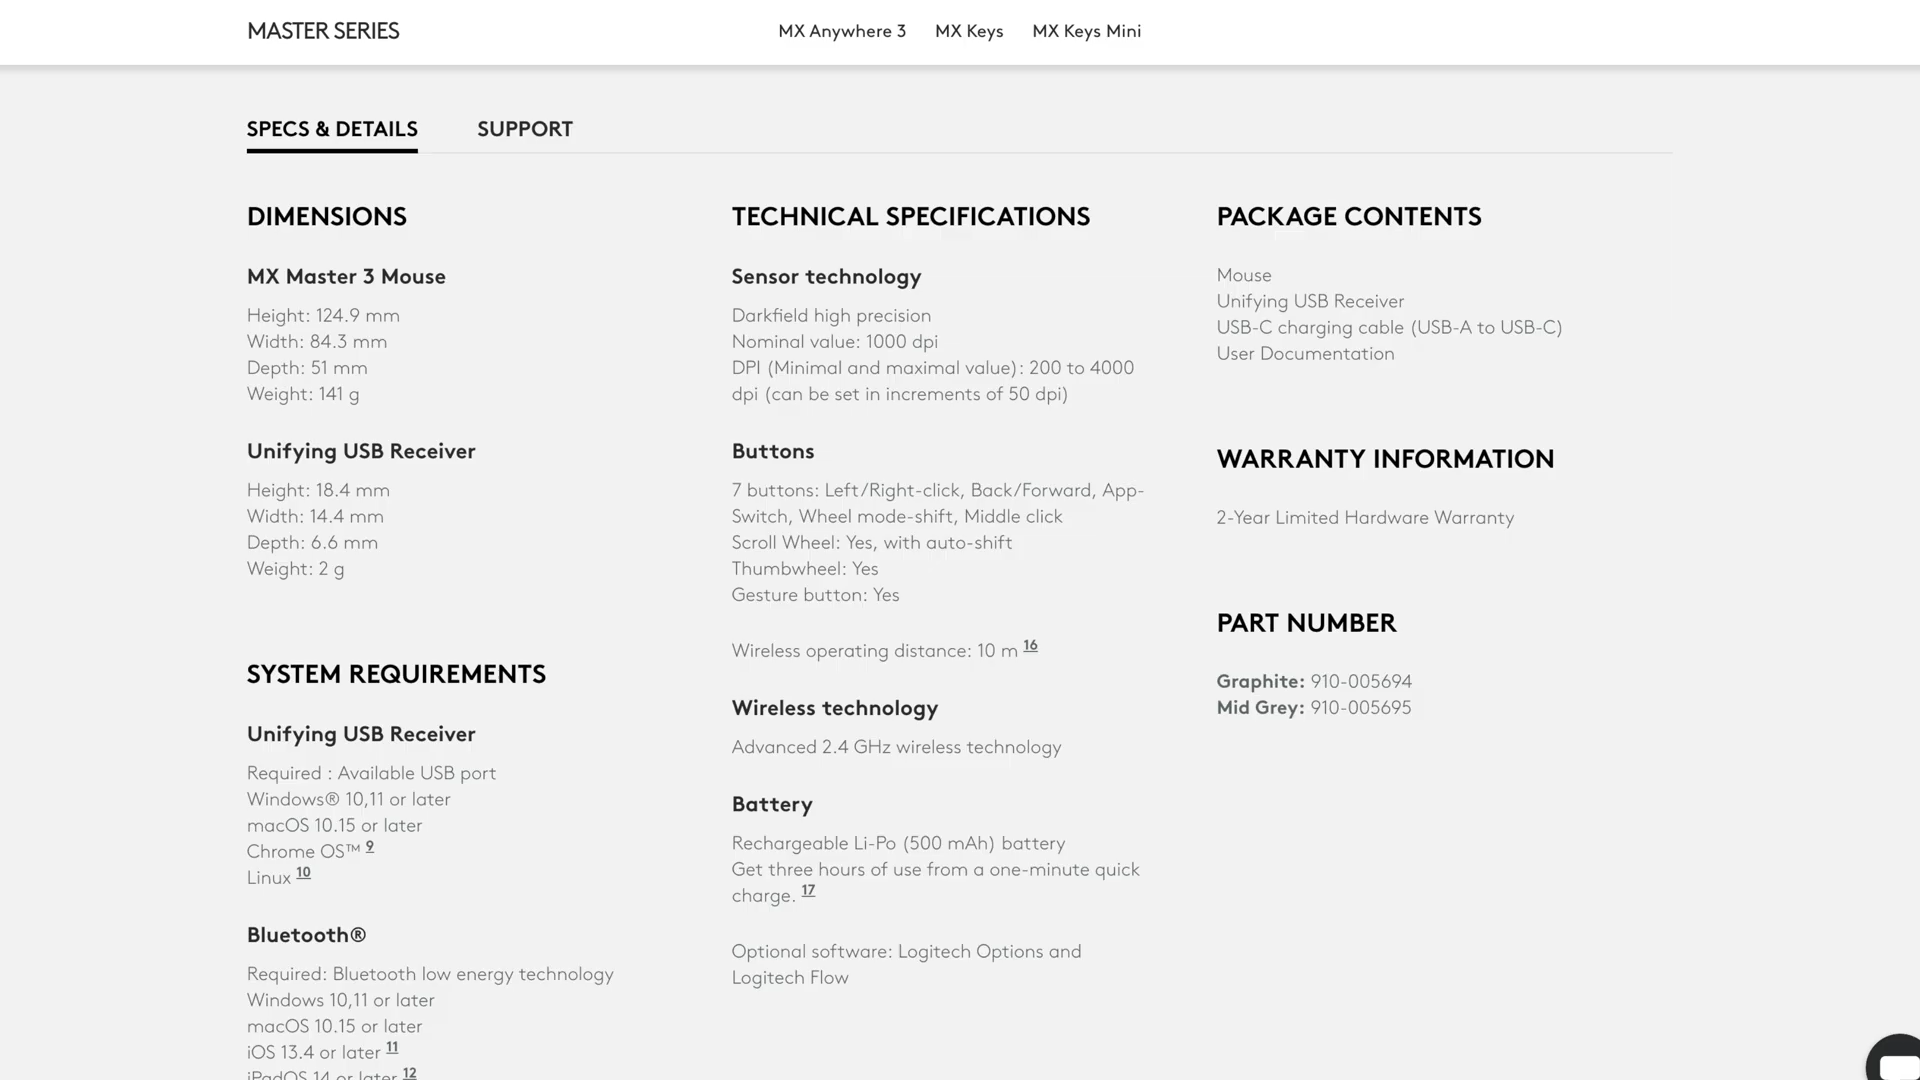 MASTER SERIES
MX Anywhere 3 MX Keys MX Keys Mini
SPECS & DETAILS SUPPORT
DIMENSIONS
MX Master 3 Mouse
Height: 124.9 mm
Width: 84.3 mm
Depth: 51 mm
Weight: 141 g
Unifying USB Receiver
Height: 18.4 mm
Width: 14.4 mm
Depth: 6.6 mm
Weight: 2 g
SYSTEM REQUIREMENTS
Unifying USB Receiver
Required : Available USB port
Windows® 10,11 or later
macOS 10.15 or later
Chrome OS™ 9
Linux 10
Bluetooth®
Required: Bluetooth low energy technology
Windows 10,11 or later
macOS 10.15 or later
iOS 13.4 or later 11
iPadOS 14 or later 12
TECHNICAL SPECIFICATIONS
Sensor technology
Darkfield high precision
Nominal value: 1000 dpi
DPI (Minimal and maximal value): 200 to 4000
dpi (can be set in increments of 50 dpi)
Buttons
7 buttons: Left/Right-click, Back/Forward, App-
Switch, Wheel mode-shift, Middle click
Scroll Wheel: Yes, with auto-shift
Thumbwheel: Yes
Gesture button: Yes
Wireless operating distance: 10 m 16
Wireless technology
Advanced 2.4 GHz wireless technology
Battery
Rechargeable Li-Po (500 mAh) battery
Get three hours of use from a one-minute quick
charge. 17
Optional software: Logitech Options and
Logitech Flow
PACKAGE CONTENTS
Mouse
Unifying USB Receiver
USB-C charging cable (USB-A to USB-C)
User Documentation
WARRANTY INFORMATION
2-Year Limited Hardware Warranty
PART NUMBER
Graphite: 910-005694
Mid Grey: 910-005695